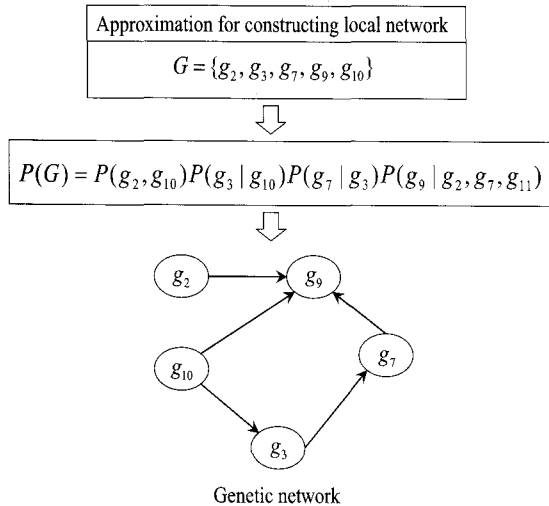 Approximation for constructing local network
G = {g₂, g₃, g₇, g₉, g₁₀}
P(G) = P(g₂, g₁₀)P(g₃ | g₁₀)P(g₇ | g₃)P(g₉ | g₂, g₇, g₁₁)
g₂
g₉
g₁₀
g₇
g₃
Genetic network